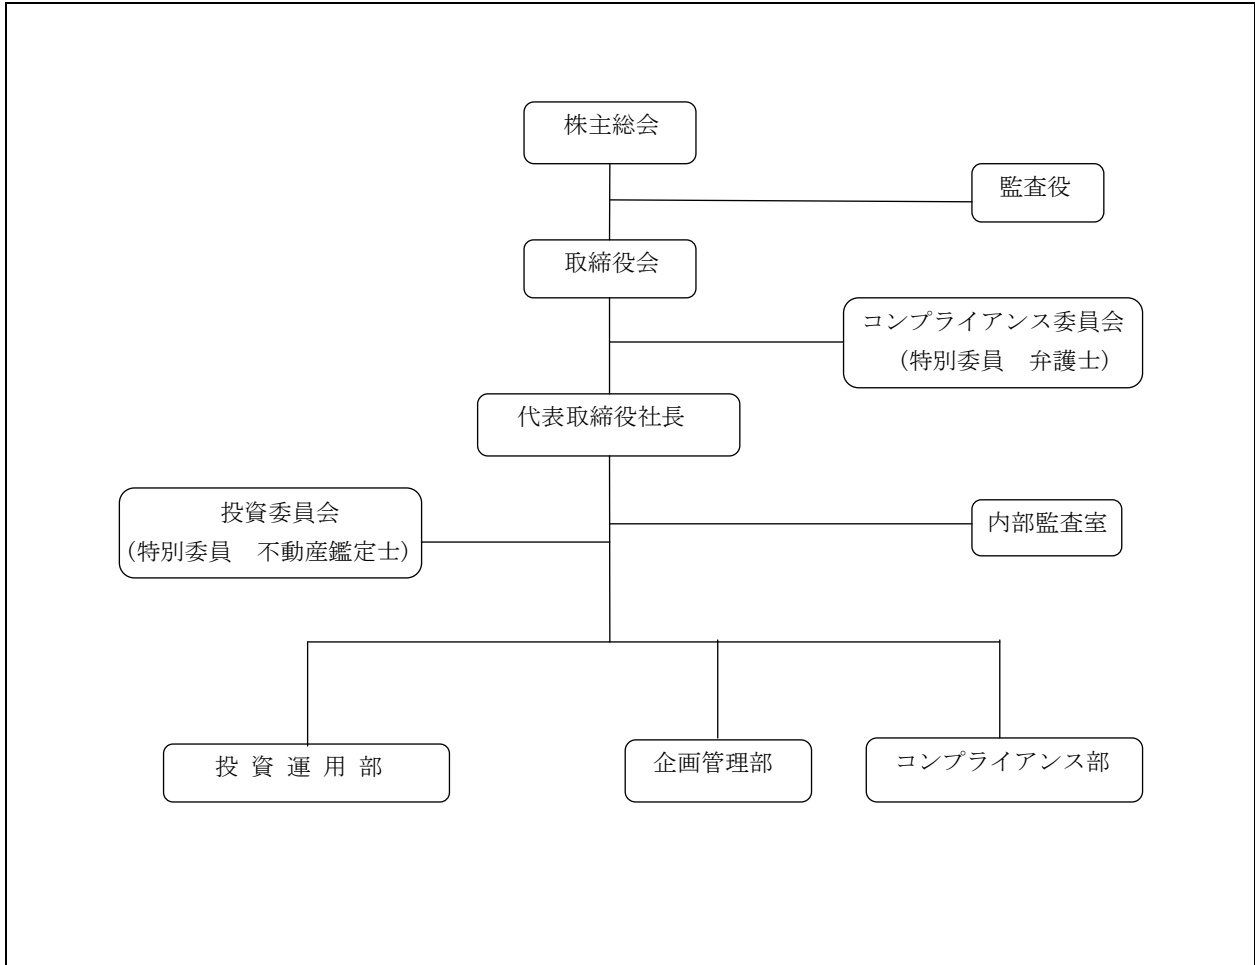 株主総会
監査役
取締役会
コンプライアンス委員会
（特別委員　弁護士）
代表取締役社長
投資委員会
（特別委員　不動産鑑定士）
内部監査室
投 資 運 用 部
企画管理部
コンプライアンス部